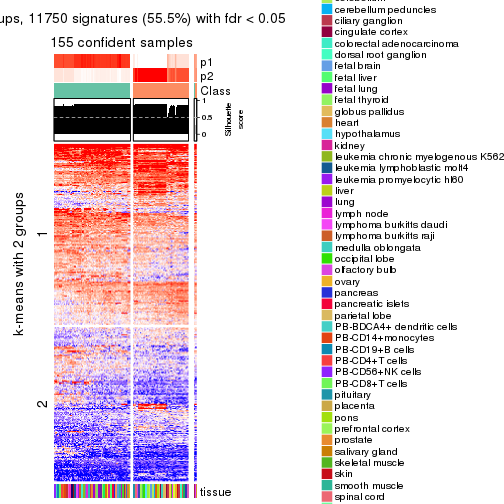 ups, 11750 signatures (55.5%) with fdr < 0.05
155 confident samples
p1
p2
Class
1
0.5
0
Silhouette
score
k-means with 2 groups
1
2
tissue
cerebellum peduncles
ciliary ganglion
cingulate cortex
colorectal adenocarcinoma
dorsal root ganglion
fetal brain
fetal liver
fetal lung
fetal thyroid
globus pallidus
heart
hypothalamus
kidney
leukemia chronic myelogenous K562
leukemia lymphoblastic molt4
leukemia promyelocytic hl60
liver
lung
lymph node
lymphoma burkitts daudi
lymphoma burkitts raji
medulla oblongata
occipital lobe
olfactory bulb
ovary
pancreas
pancreatic islets
parietal lobe
PB-BDCA4+ dendritic cells
PB-CD14+monocytes
PB-CD19+B cells
PB-CD4+T cells
PB-CD56+NK cells
PB-CD8+T cells
pituitary
placenta
pons
prefrontal cortex
prostate
salivary gland
skeletal muscle
skin
smooth muscle
spinal cord